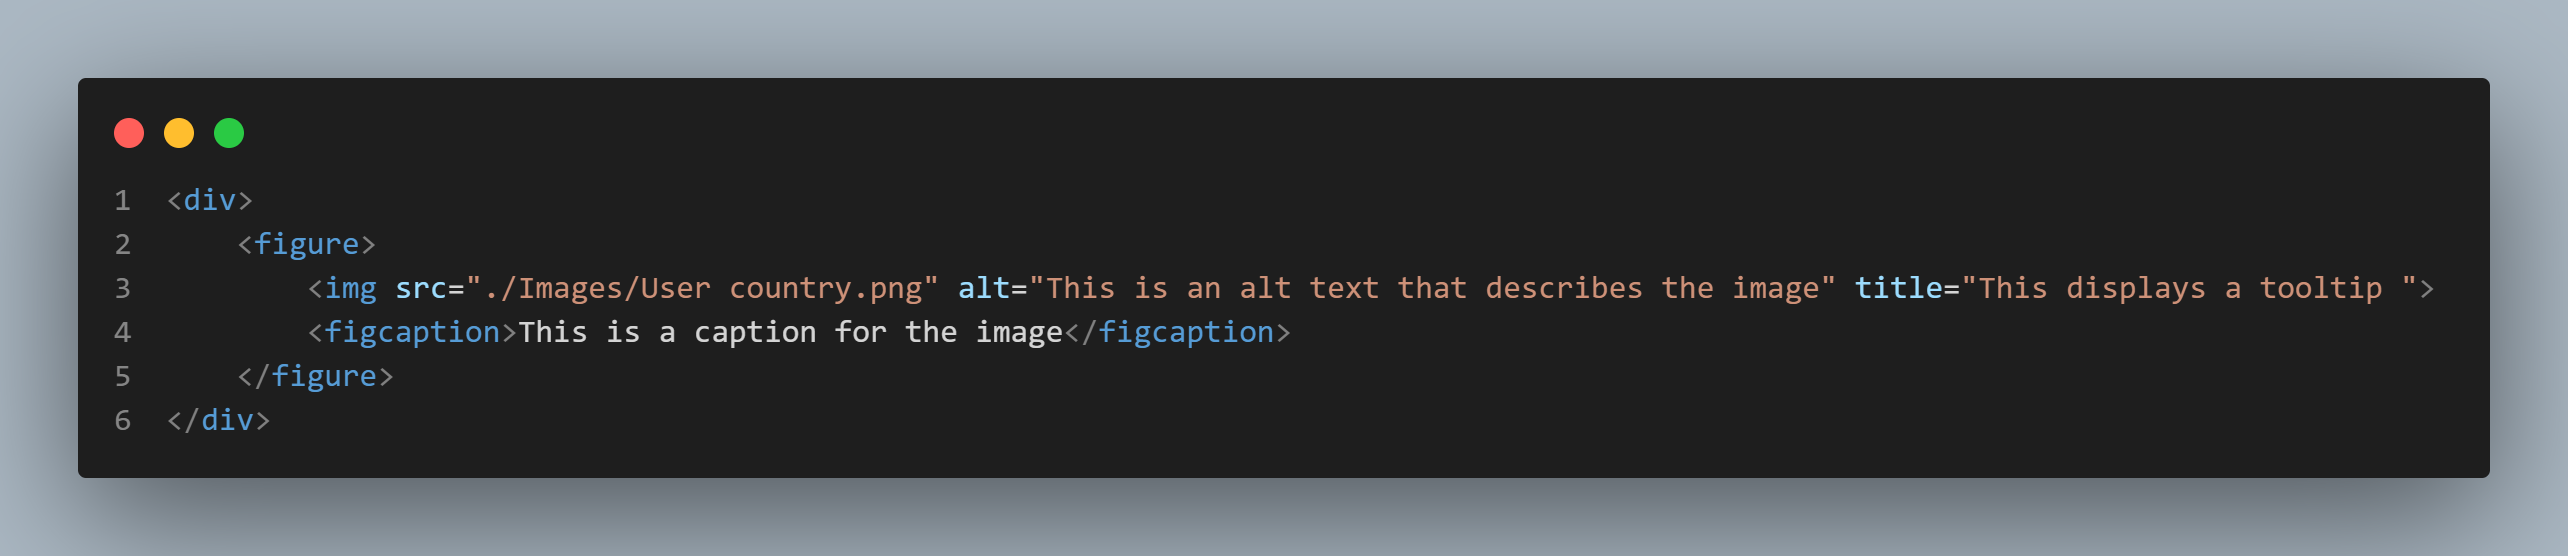 1 <div>
2     <figure>
3         <img src="./Images/User country.png" alt="This is an alt text that describes the image" title="This displays a tooltip ">
4         <figcaption>This is a caption for the image</figcaption>
5     </figure>
6 </div>